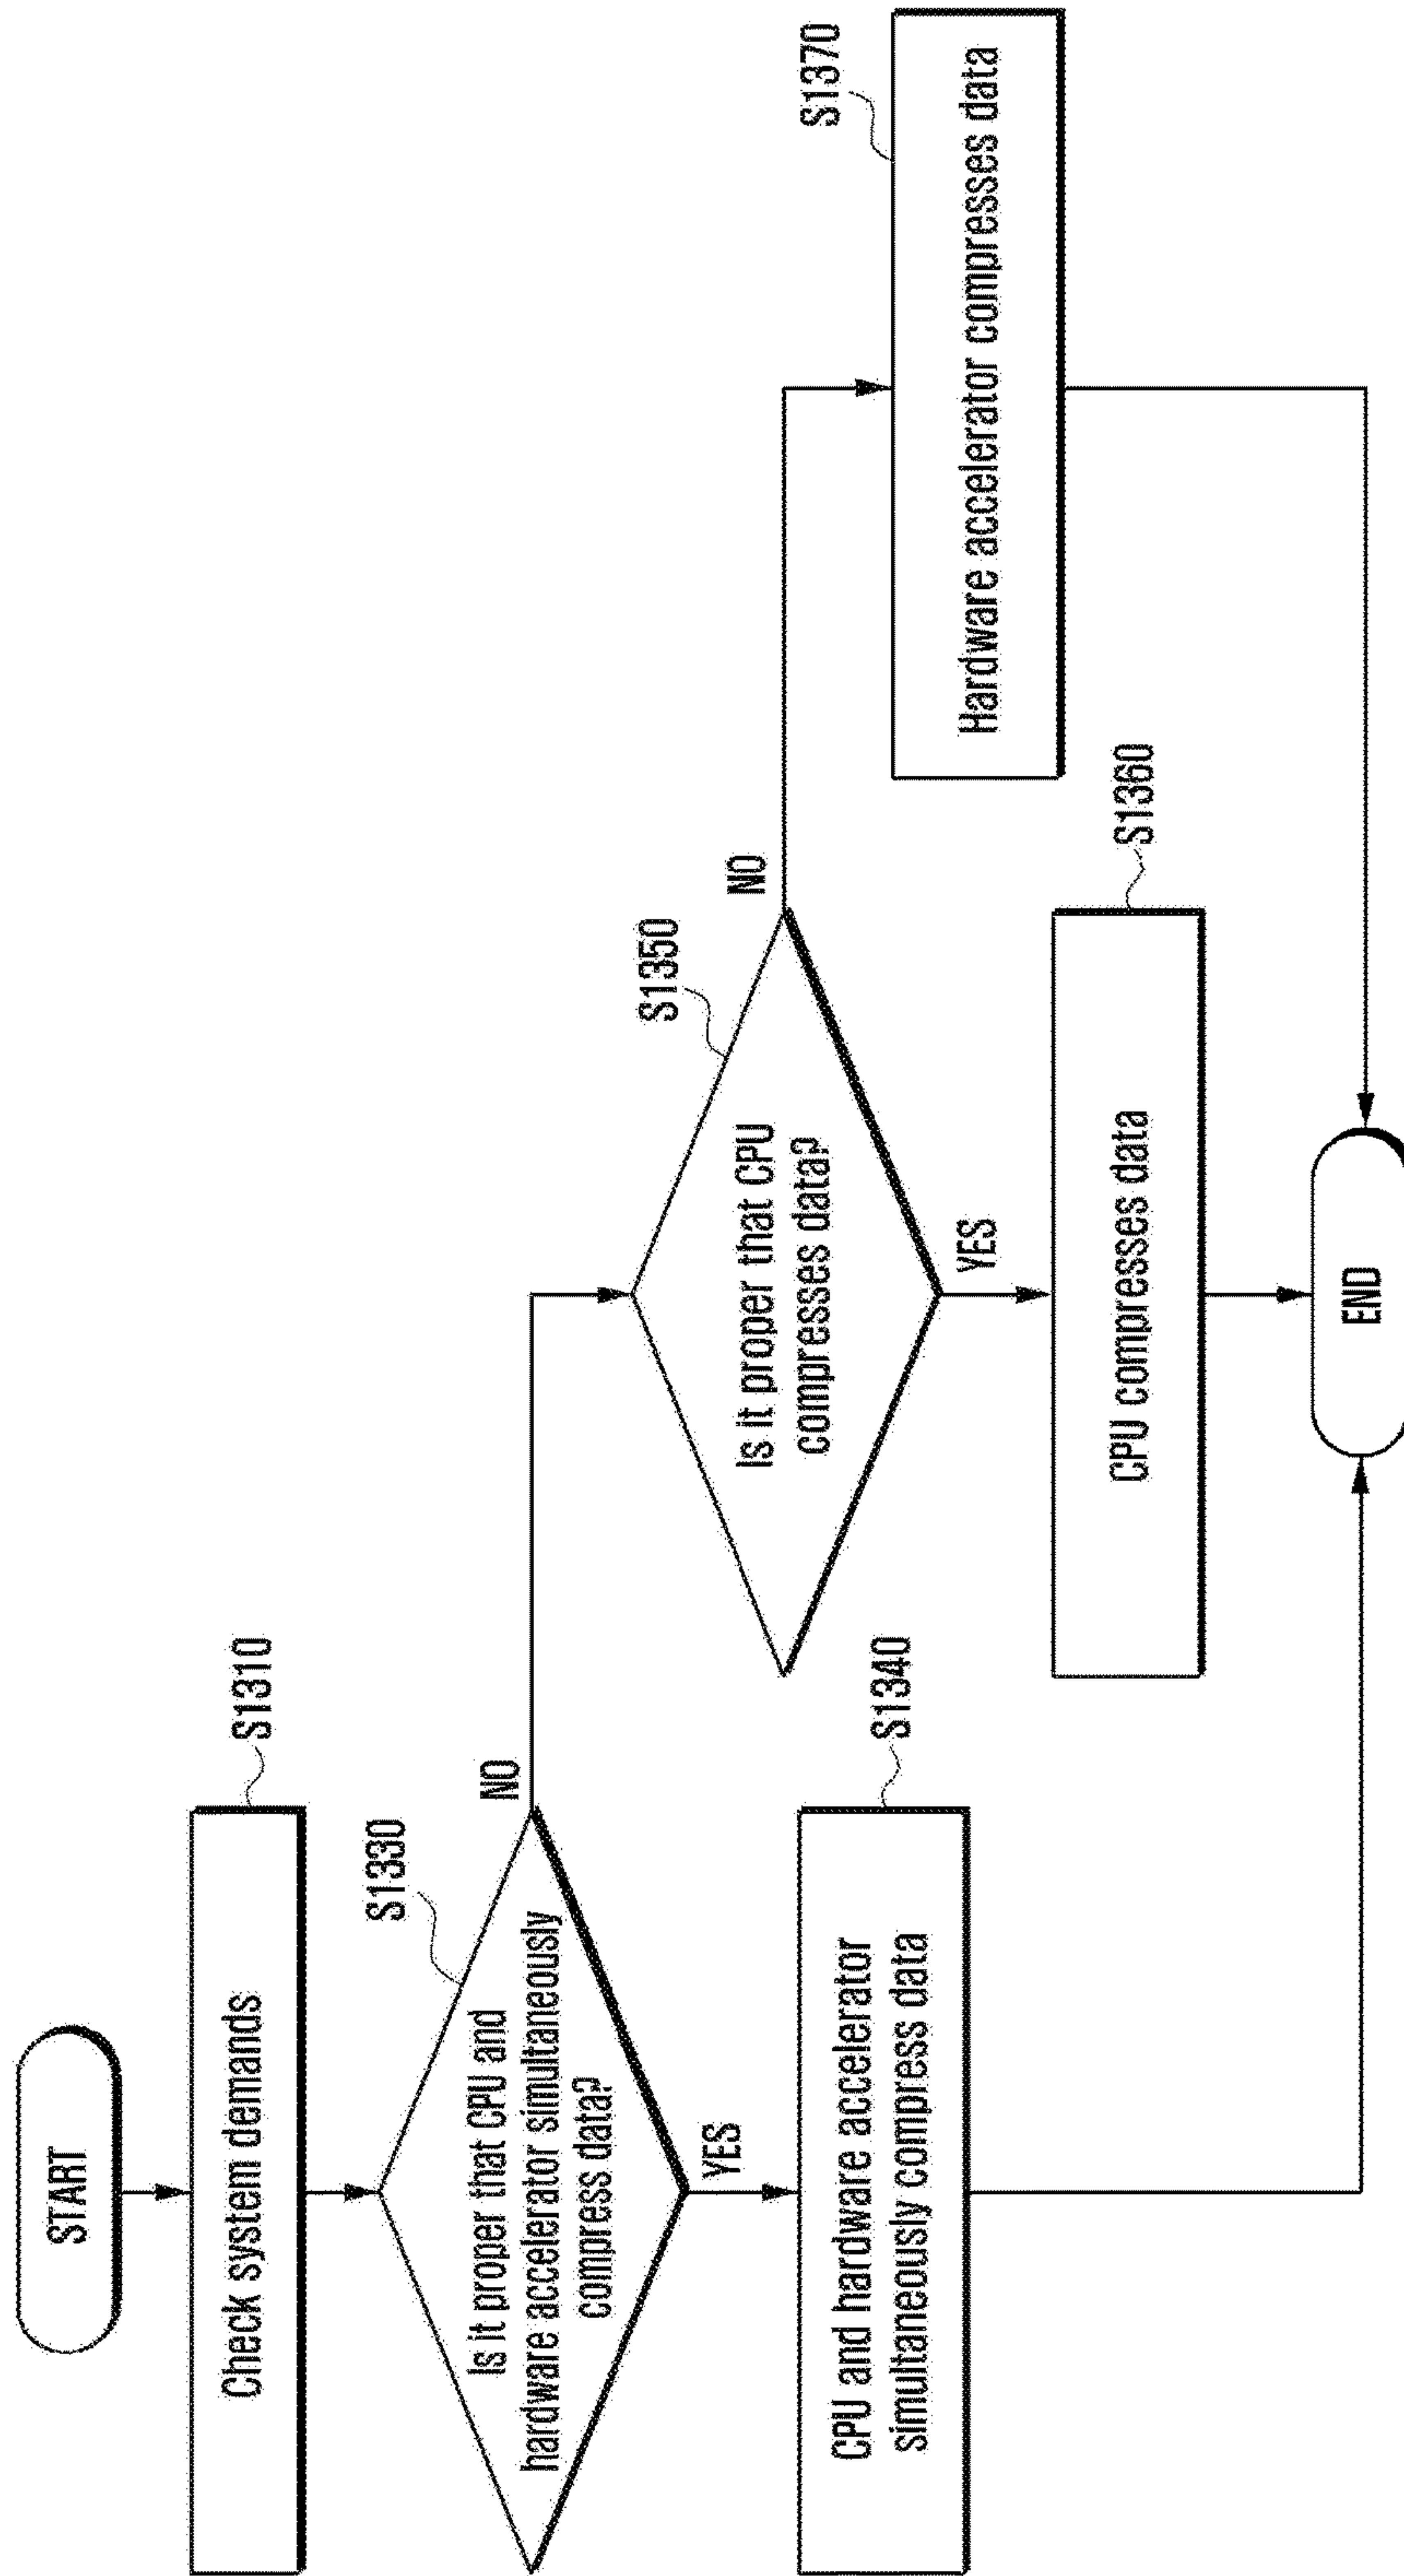 START
Check system demands
S1310
Is it proper that CPU and
hardware accelerator simultaneously
compress data?
S1330
NO
YES
CPU and hardware accelerator
simultaneously compress data
S1340
Is it proper that CPU
compresses data?
S1350
NO
YES
CPU compresses data
S1360
Hardware accelerator compresses data
S1370
END